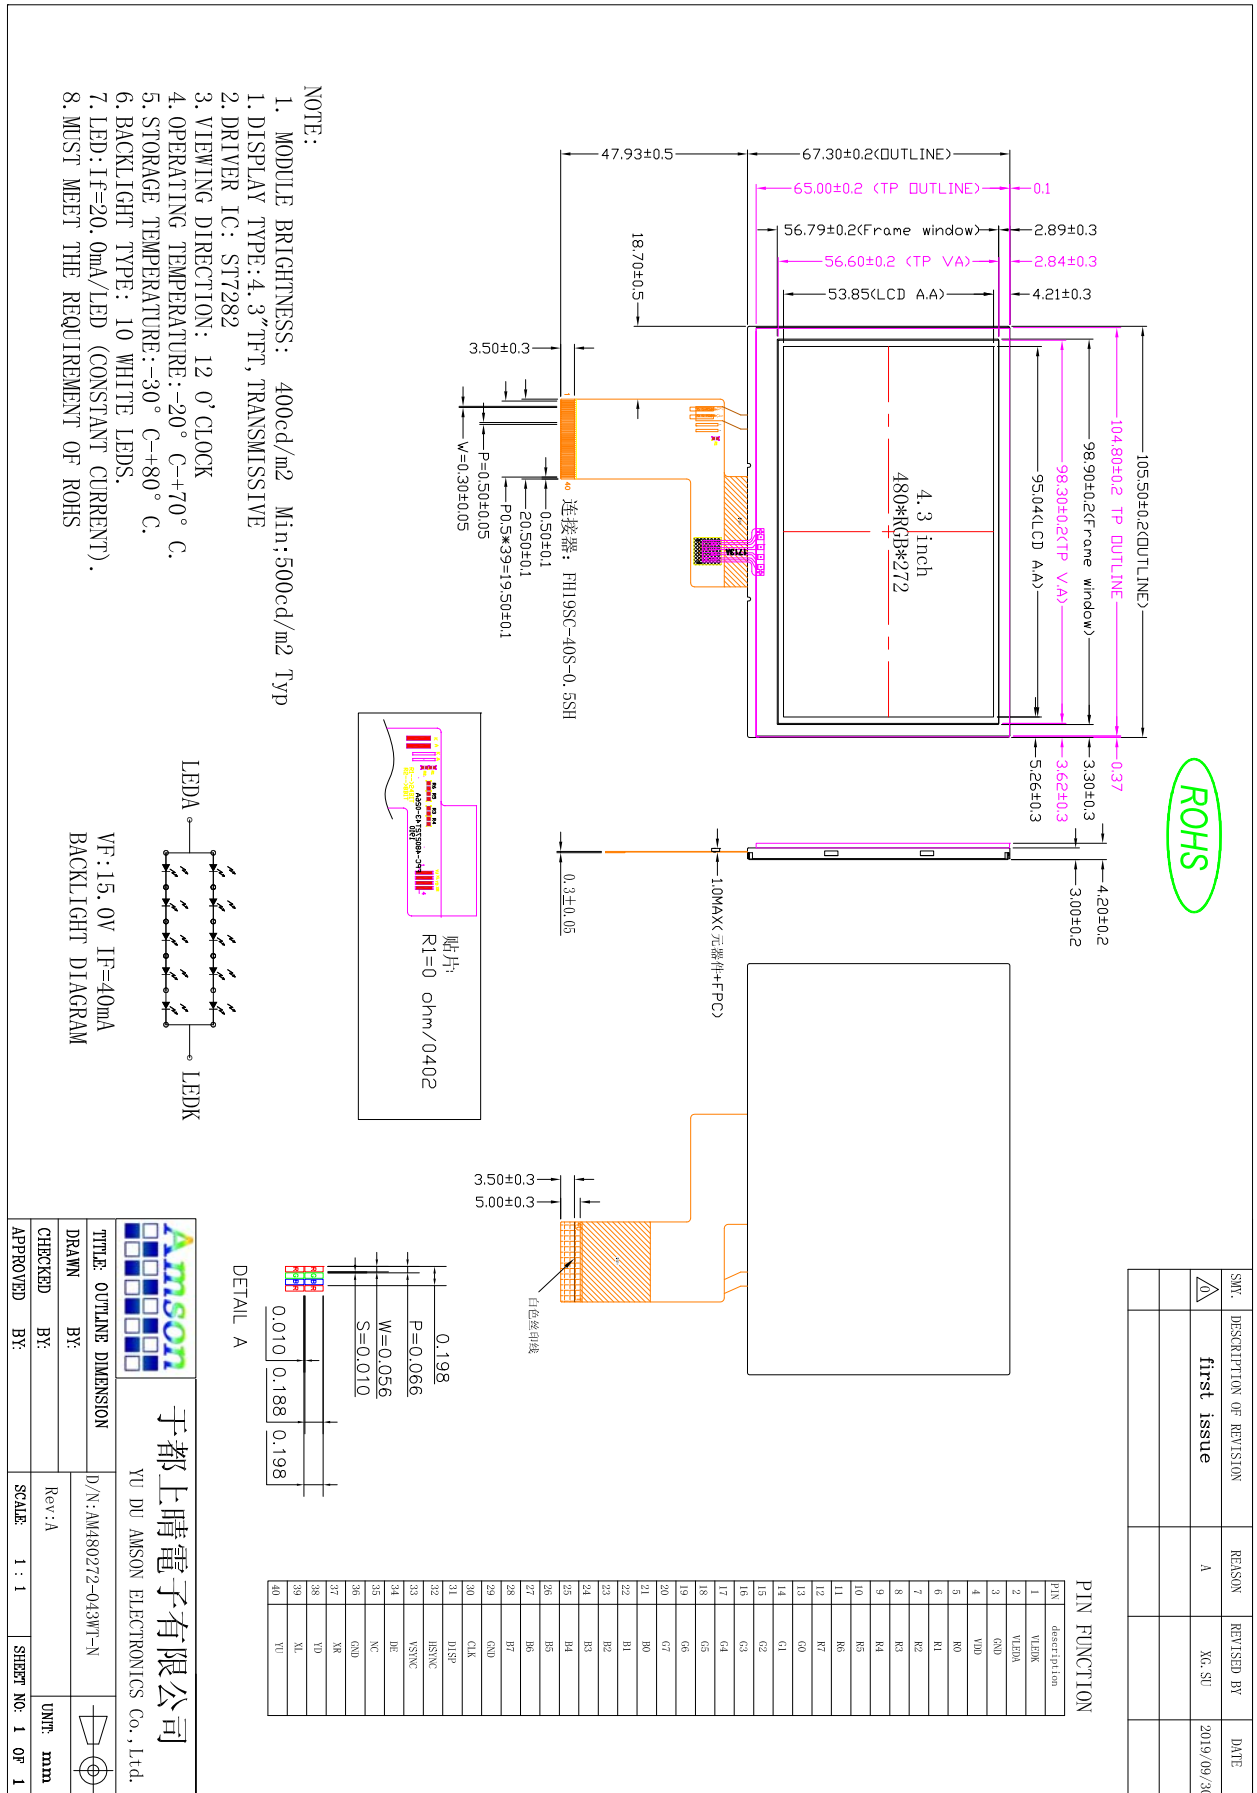 SMY. DESCRIPTION OF REVISION REASON REVISED BY DATE
0 first issue A XG.SU 2019/09/30
ROHS
105.50±0.2(OUTLINE)
104.80±0.2 TP OUTLINE
0.37
98.90±0.2(Frame window)
3.30±0.3
98.30±0.2(TP V.A)
3.62±0.3
95.04(LCD A.A)
5.26±0.3
47.93±0.5
67.30±0.2(OUTLINE)
65.00±0.2 (TP OUTLINE)
0.1
56.79±0.2(Frame window)
2.89±0.3
56.60±0.2 (TP VA)
2.84±0.3
53.85(LCD A.A)
4.21±0.3
18.70±0.5
3.50±0.3
4.3 inch
480*RGB*272
1
40
W=0.30±0.05
P=0.50±0.05
P0.5*39=19.50±0.1
20.50±0.1
0.50±0.1
连接器: FH19SC-40S-0.5SH
4.20±0.2
3.00±0.2
1.0MAX(元器件+FPC)
0.3±0.05
贴片:
R1=0 ohm/0402
3.50±0.3
5.00±0.3
白色丝印线
NOTE:
1. MODULE BRIGHTNESS: 400cd/m2 Min;500cd/m2 Typ
1.DISPLAY TYPE:4.3"TFT,TRANSMISSIVE
2.DRIVER IC: ST7282
3.VIEWING DIRECTION: 12 O'CLOCK
4.OPERATING TEMPERATURE:-20° C-+70° C.
5.STORAGE TEMPERATURE:-30° C-+80° C.
6.BACKLIGHT TYPE: 10 WHITE LEDS.
7.LED:If=20.0mA/LED (CONSTANT CURRENT).
8.MUST MEET THE REQUIREMENT OF ROHS
LEDA
LEDK
VF:15.0V IF=40mA
BACKLIGHT DIAGRAM
0.198
P=0.066
W=0.056
S=0.010
R G B R
R G B R
0.010 0.188 0.198
DETAIL A
PIN FUNCTION
PIN description
1 VLEDK
2 VLEDA
3 GND
4 VDD
5 R0
6 R1
7 R2
8 R3
9 R4
10 R5
11 R6
12 R7
13 G0
14 G1
15 G2
16 G3
17 G4
18 G5
19 G6
20 G7
21 B0
22 B1
23 B2
24 B3
25 B4
26 B5
27 B6
28 B7
29 GND
30 CLK
31 DISP
32 HSYNC
33 VSYNC
34 DE
35 NC
36 GND
37 XR
38 YD
39 XL
40 YU
Amson
于都上晴電子有限公司
YU DU AMSON ELECTRONICS Co.,Ltd.
TITLE: OUTLINE DIMENSION
D/N:AM480272-043WT-N
DRAWN BY:
CHECKED BY:
APPROVED BY:
Rev:A
UNIT: mm
SCALE: 1 : 1
SHEET NO: 1 OF 1